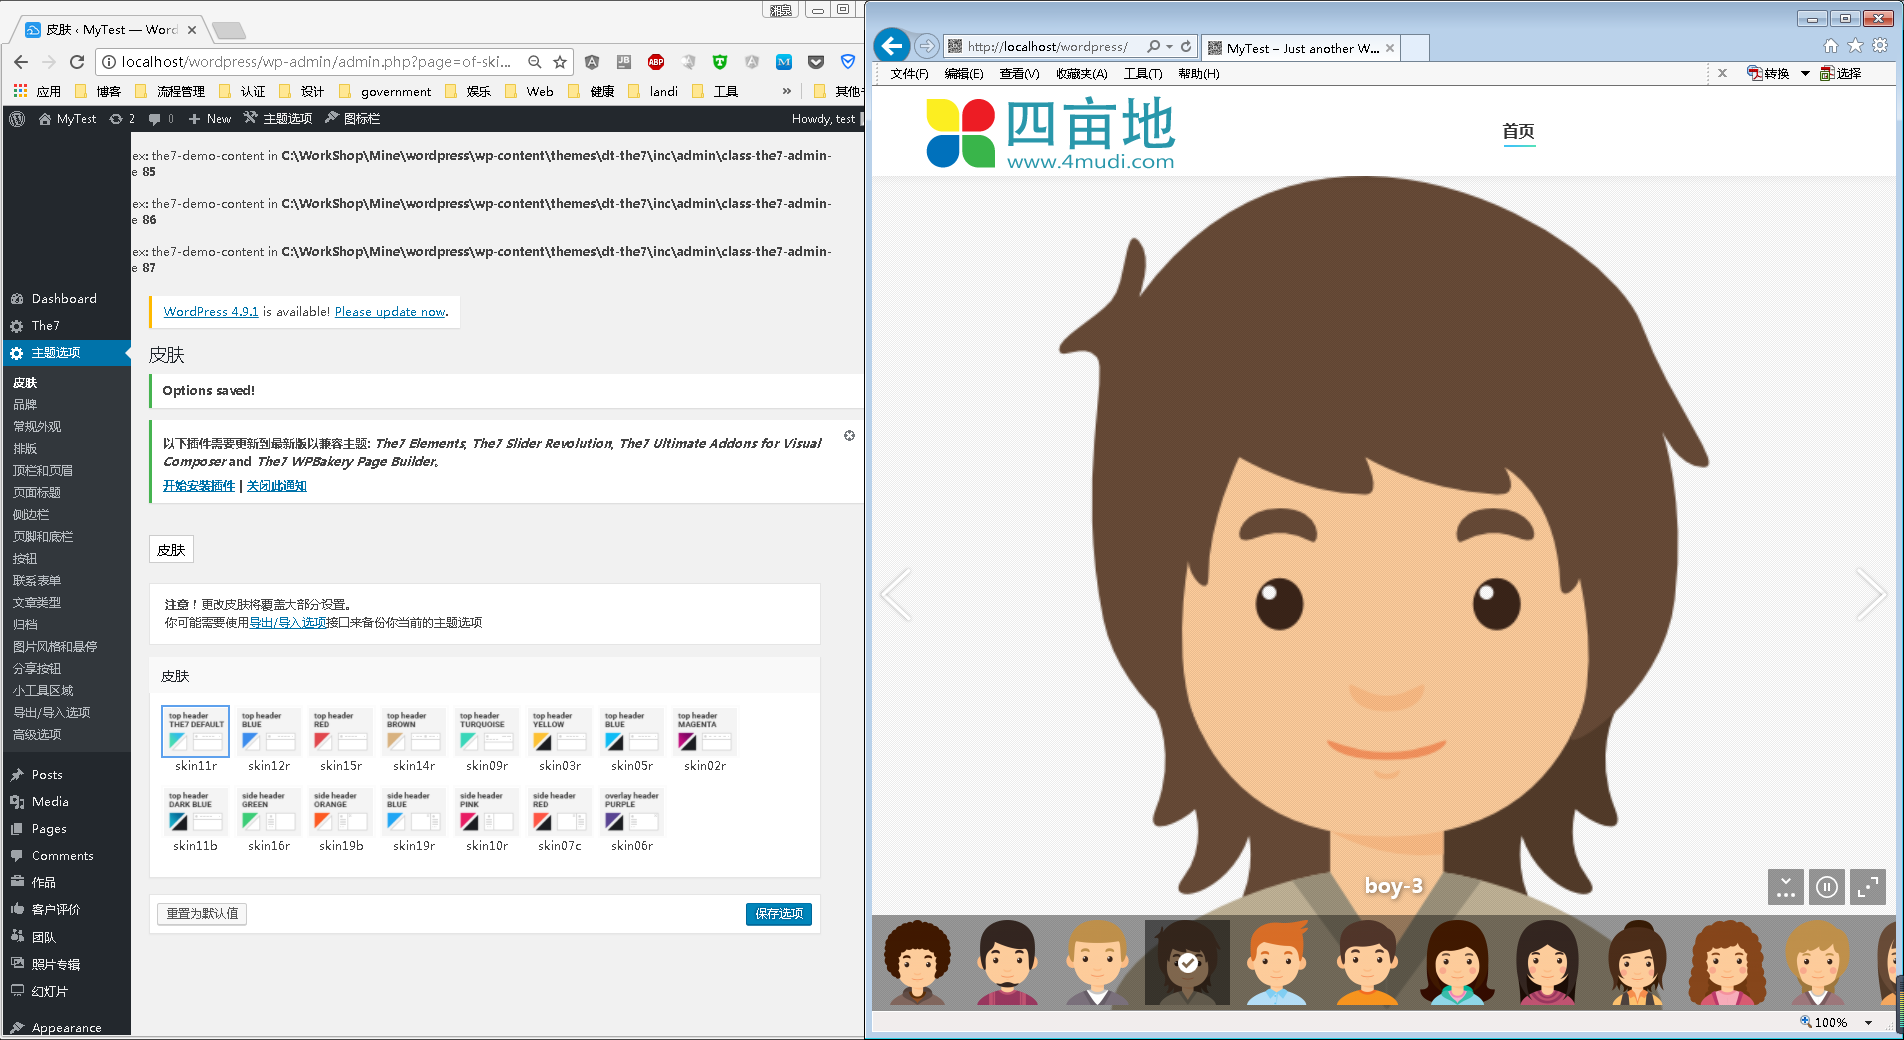 湘泉
皮肤 ‹ MyTest — Word
localhost/wordpress/wp-admin/admin.php?page=of-ski...
应用 博客 流程管理 认证 设计 government 娱乐 Web 健康 landi 工具 » 其他
MyTest 2 0 New 主题选项 图标栏 Howdy, test
ex: the7-demo-content in C:\WorkShop\Mine\wordpress\wp-content\themes\dt-the7\inc\admin\class-the7-admin-
e 85
ex: the7-demo-content in C:\WorkShop\Mine\wordpress\wp-content\themes\dt-the7\inc\admin\class-the7-admin-
e 86
ex: the7-demo-content in C:\WorkShop\Mine\wordpress\wp-content\themes\dt-the7\inc\admin\class-the7-admin-
e 87
Dashboard
The7
主题选项
皮肤
品牌
常规外观
排版
顶栏和页眉
页面标题
侧边栏
页脚和底栏
按钮
联系表单
文章类型
归档
图片风格和悬停
分享按钮
小工具区域
导出/导入选项
高级选项
Posts
Media
Pages
Comments
作品
客户评价
团队
照片专辑
幻灯片
Appearance
WordPress 4.9.1 is available! Please update now.
皮肤
Options saved!
以下插件需要更新到最新版以兼容主题: The7 Elements, The7 Slider Revolution, The7 Ultimate Addons for Visual
Composer and The7 WPBakery Page Builder。
开始安装插件 | 关闭此通知
皮肤
注意！更改皮肤将覆盖大部分设置。
你可能需要使用导出/导入选项接口来备份你当前的主题选项
皮肤
top header THE7 DEFAULT
top header BLUE
top header RED
top header BROWN
top header TURQUOISE
top header YELLOW
top header BLUE
top header MAGENTA
skin11r skin12r skin15r skin14r skin09r skin03r skin05r skin02r
top header DARK BLUE
side header GREEN
side header ORANGE
side header BLUE
side header PINK
side header RED
overlay header PURPLE
skin11b skin16r skin19b skin19r skin10r skin07c skin06r
重置为默认值 保存选项
http://localhost/wordpress/
MyTest – Just another W...
文件(F) 编辑(E) 查看(V) 收藏夹(A) 工具(T) 帮助(H)
转换 选择
四亩地
www.4mudi.com
首页
boy-3
100%